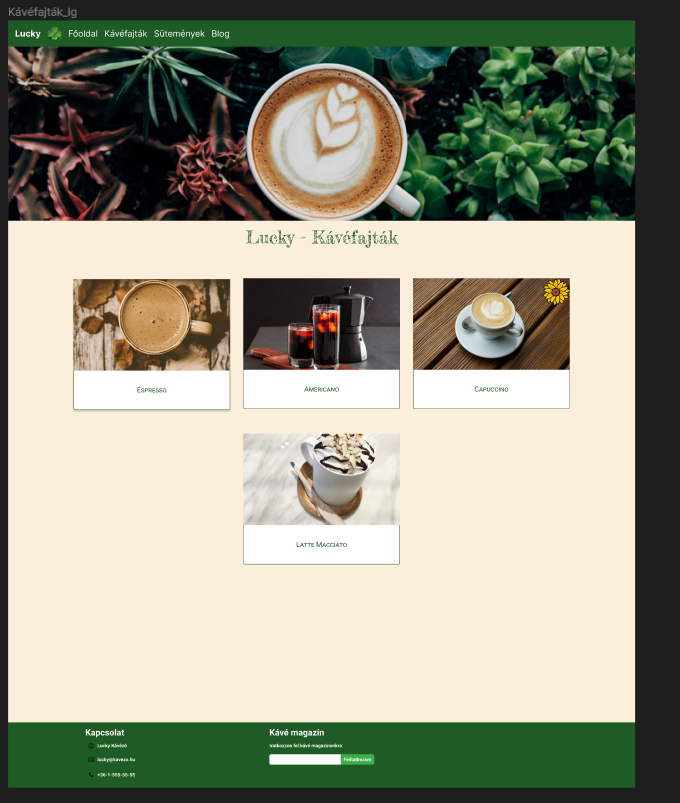 Kávéfajták_lg
Lucky Főoldal Kávéfajták Sütemények Blog
Lucky - Kávéfajták
Espresso
Americano
Capuccino
Latte Macciato
Kapcsolat
Lucky Kávézó
lucky@kavezo.hu
+36-1-555-55-55
Kávé magazin
Iratkozzon fel kávé magazinunkra
Feliratkozom